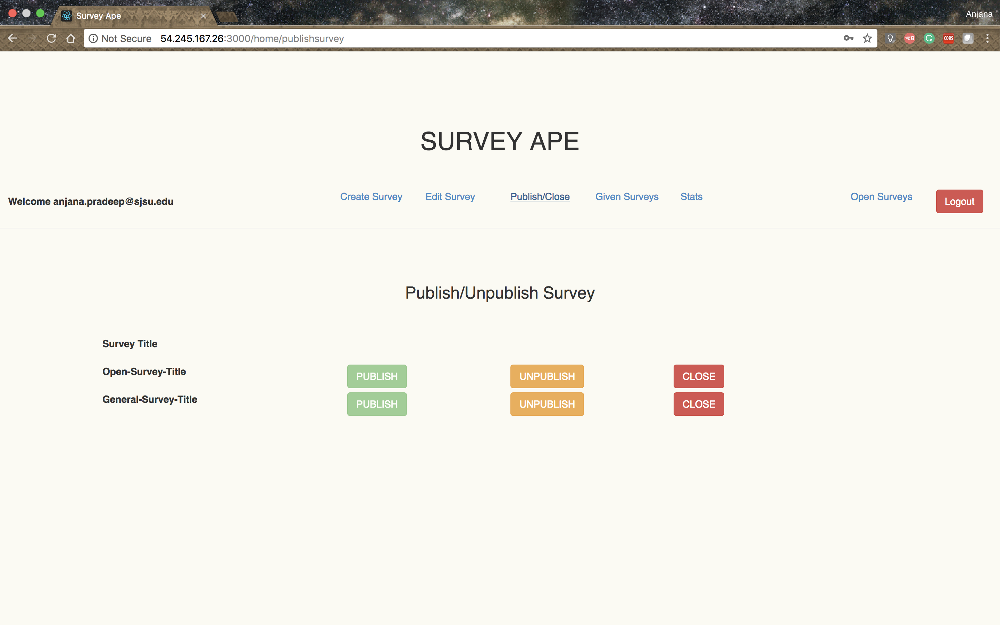 Survey Ape
Anjana
Not Secure 54.245.167.26:3000/home/publishsurvey
B G CORS
SURVEY APE
Welcome anjana.pradeep@sjsu.edu Create Survey Edit Survey Publish/Close Given Surveys Stats Open Surveys Logout
Publish/Unpublish Survey
Survey Title
Open-Survey-Title PUBLISH UNPUBLISH CLOSE
General-Survey-Title PUBLISH UNPUBLISH CLOSE